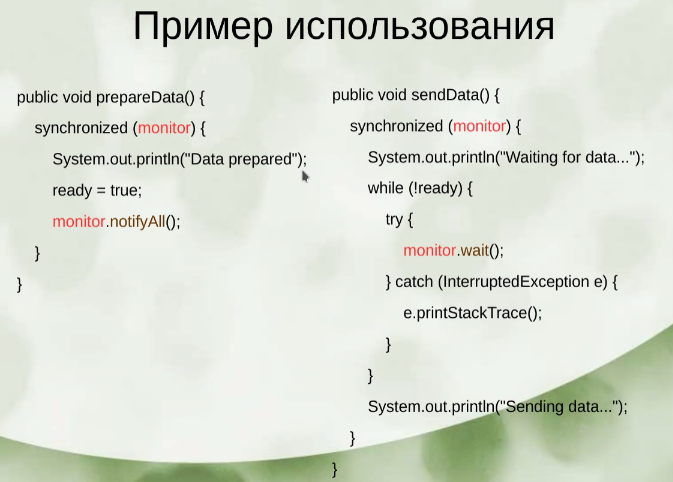 Пример использования
public void prepareData() {
synchronized (monitor) {
System.out.println("Data prepared");
ready = true;
monitor.notifyAll();
}
}
public void sendData() {
synchronized (monitor) {
System.out.println("Waiting for data...");
while (!ready) {
try {
monitor.wait();
} catch (InterruptedException e) {
e.printStackTrace();
}
}
System.out.println("Sending data...");
}
}